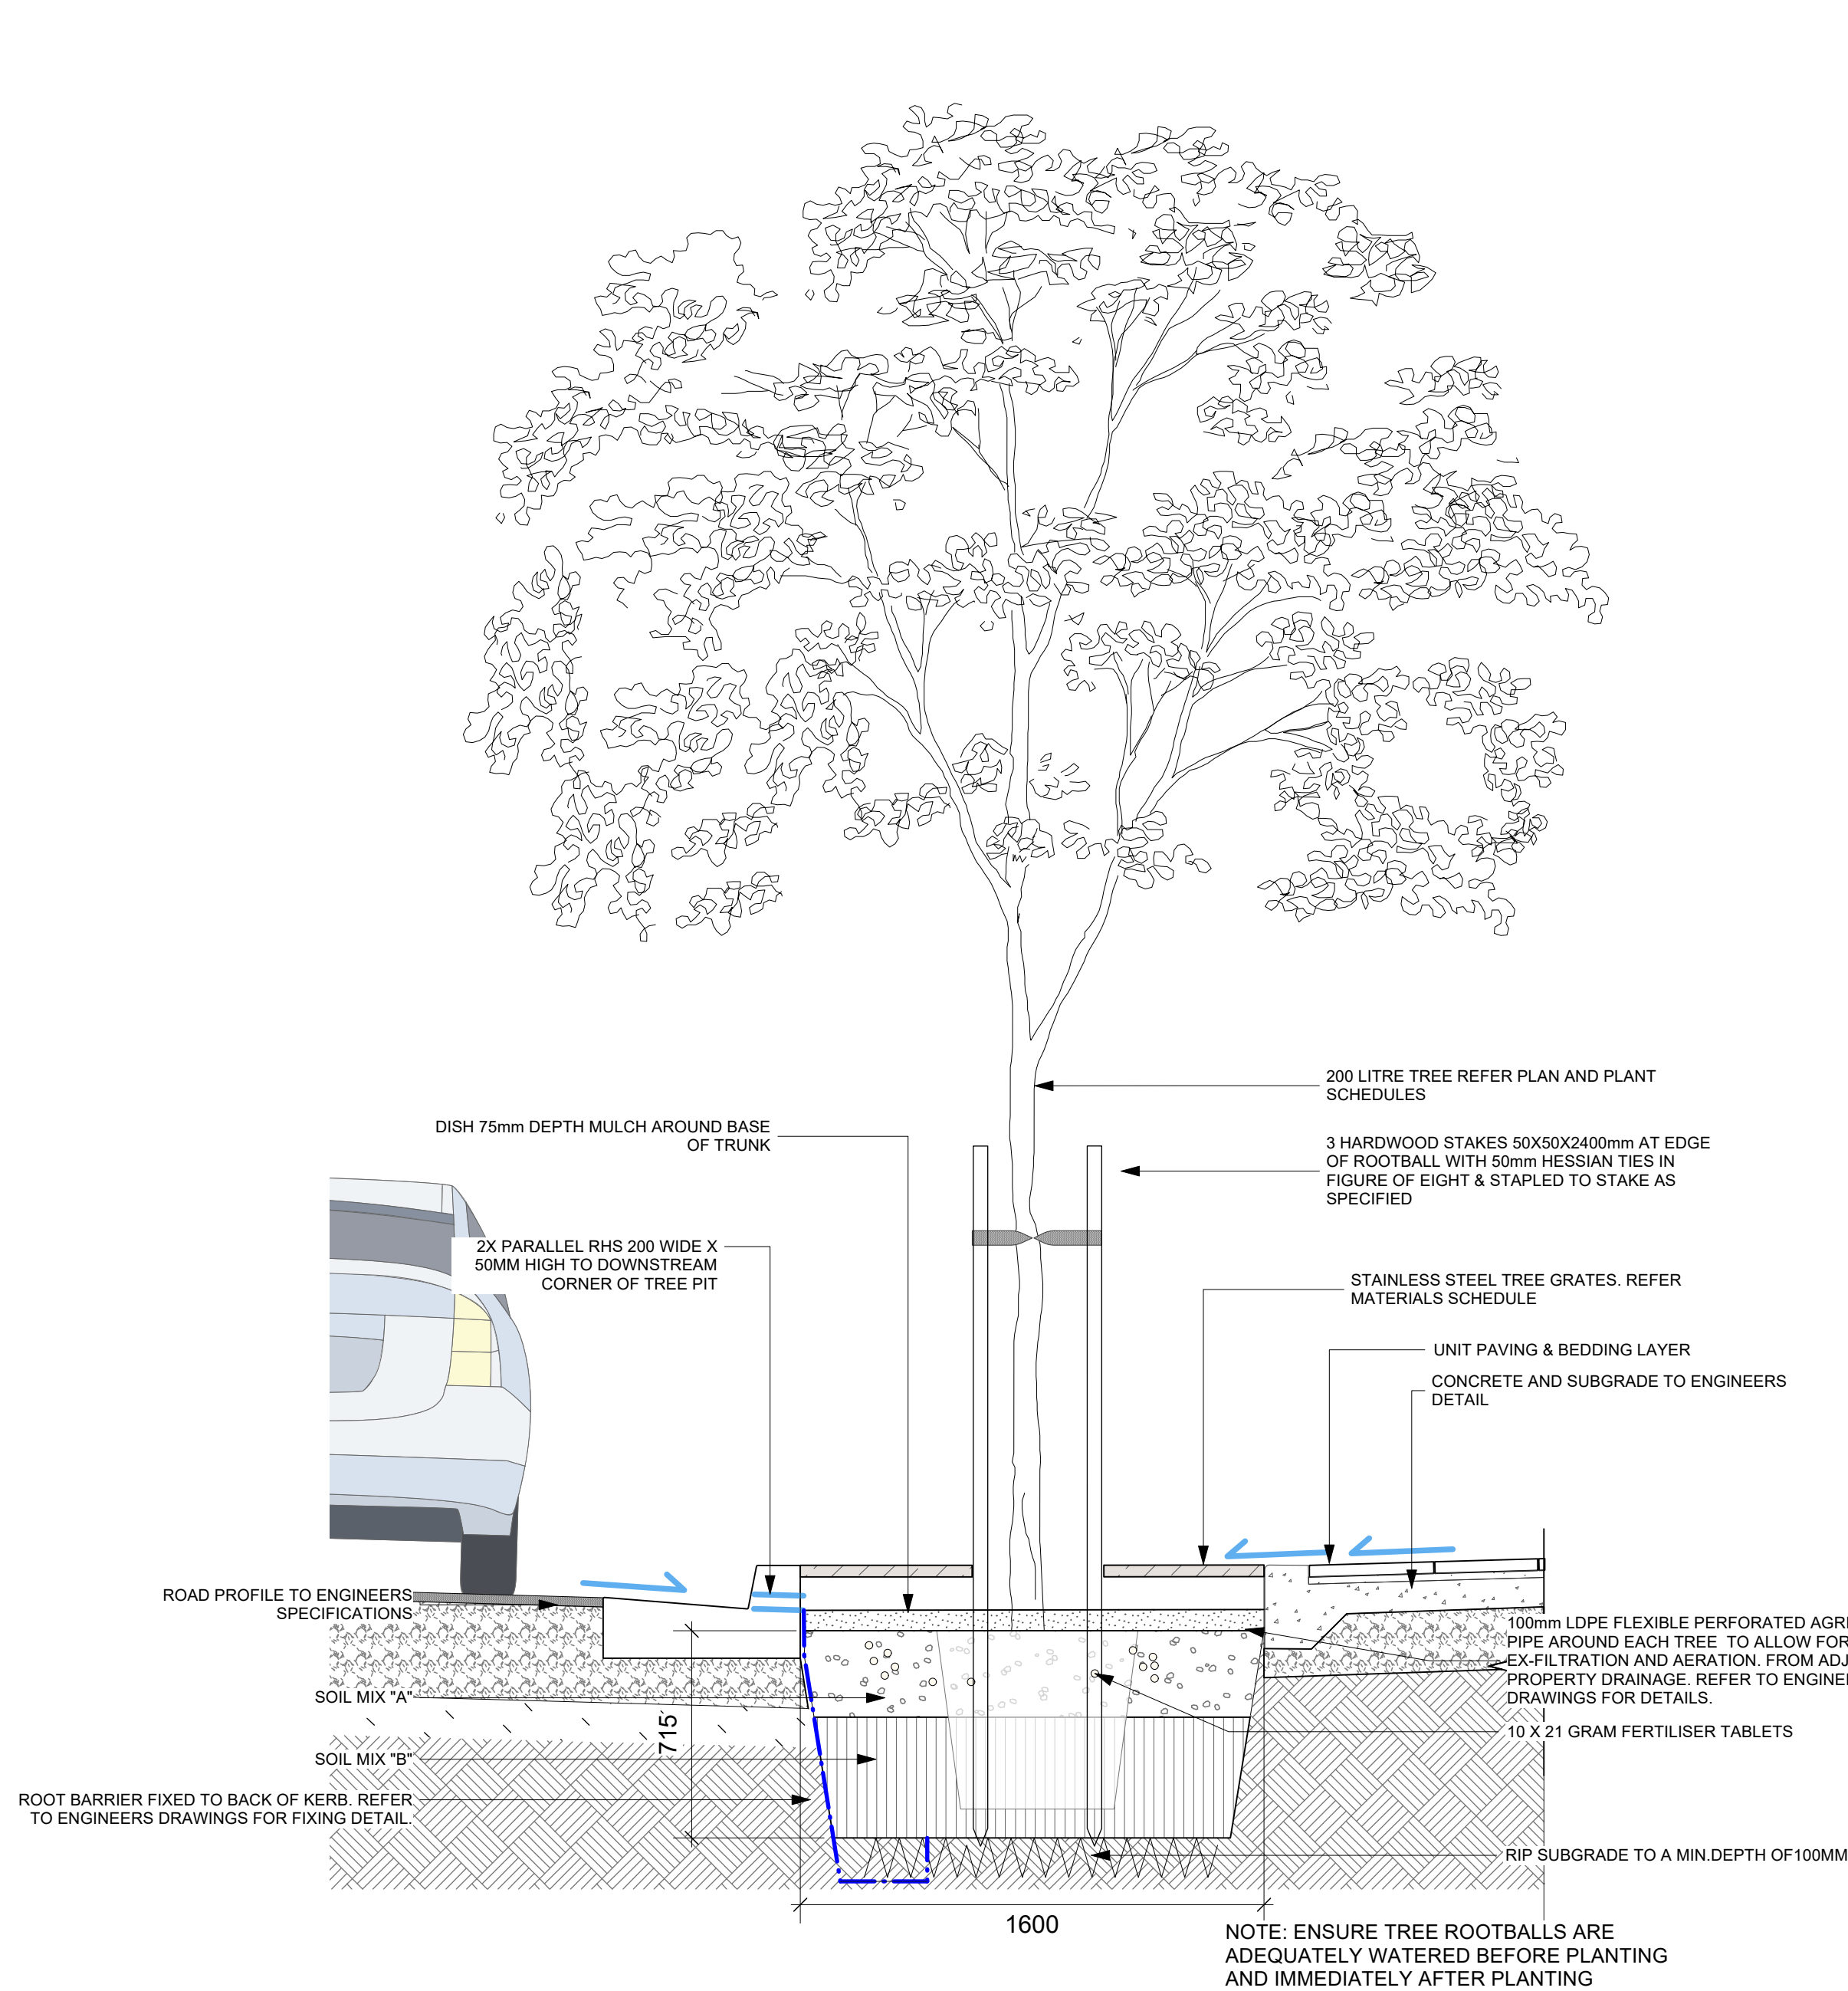 200 LITRE TREE REFER PLAN AND PLANT
SCHEDULES
DISH 75mm DEPTH MULCH AROUND BASE
OF TRUNK
3 HARDWOOD STAKES 50X50X2400mm AT EDGE
OF ROOTBALL WITH 50mm HESSIAN TIES IN
FIGURE OF EIGHT & STAPLED TO STAKE AS
SPECIFIED
2X PARALLEL RHS 200 WIDE X
50MM HIGH TO DOWNSTREAM
CORNER OF TREE PIT
STAINLESS STEEL TREE GRATES. REFER
MATERIALS SCHEDULE
UNIT PAVING & BEDDING LAYER
CONCRETE AND SUBGRADE TO ENGINEERS
DETAIL
ROAD PROFILE TO ENGINEERS
SPECIFICATIONS
100mm LDPE FLEXIBLE PERFORATED AGRI
PIPE AROUND EACH TREE TO ALLOW FOR
EX-FILTRATION AND AERATION. FROM ADJ
PROPERTY DRAINAGE. REFER TO ENGINE
DRAWINGS FOR DETAILS.
SOIL MIX "A"
715
10 X 21 GRAM FERTILISER TABLETS
SOIL MIX "B"
ROOT BARRIER FIXED TO BACK OF KERB. REFER
TO ENGINEERS DRAWINGS FOR FIXING DETAIL.
RIP SUBGRADE TO A MIN.DEPTH OF100MM
1600
NOTE: ENSURE TREE ROOTBALLS ARE
ADEQUATELY WATERED BEFORE PLANTING
AND IMMEDIATELY AFTER PLANTING